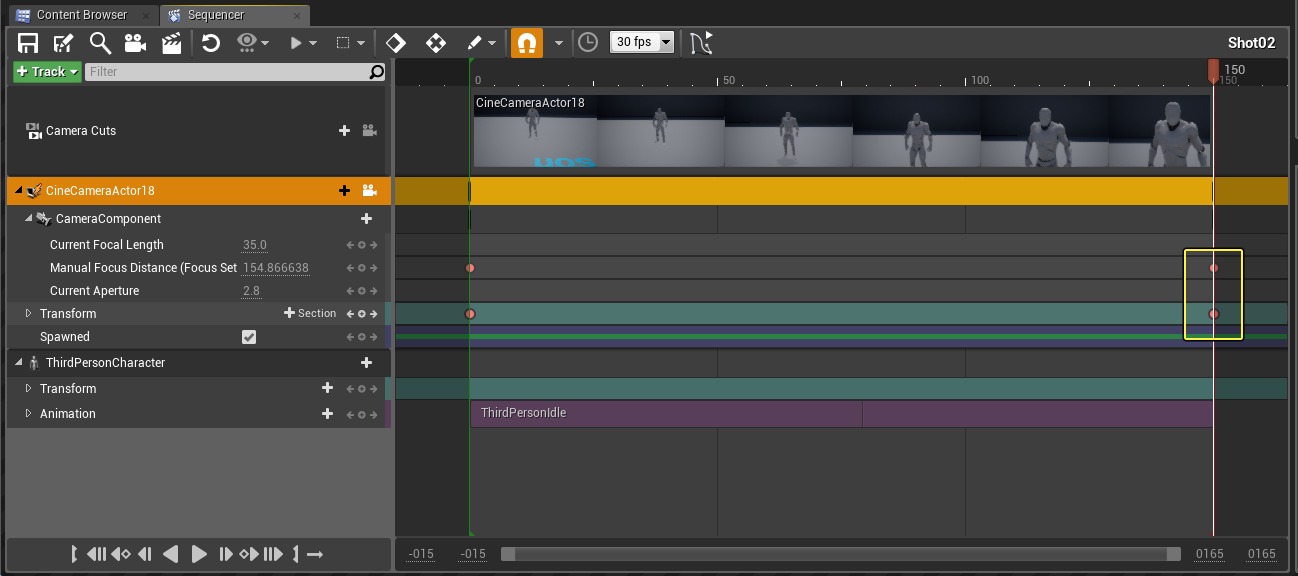 Content Browser
Sequencer
30 fps
Shot02
Track
Filter
150
0
50
100
150
CineCameraActor18
Camera Cuts
CineCameraActor18
CameraComponent
Current Focal Length 35.0
Manual Focus Distance (Focus Set 154.866638
Current Aperture 2.8
Transform Section
Spawned
ThirdPersonCharacter
Transform
Animation
ThirdPersonIdle
-015 -015 0165 0165